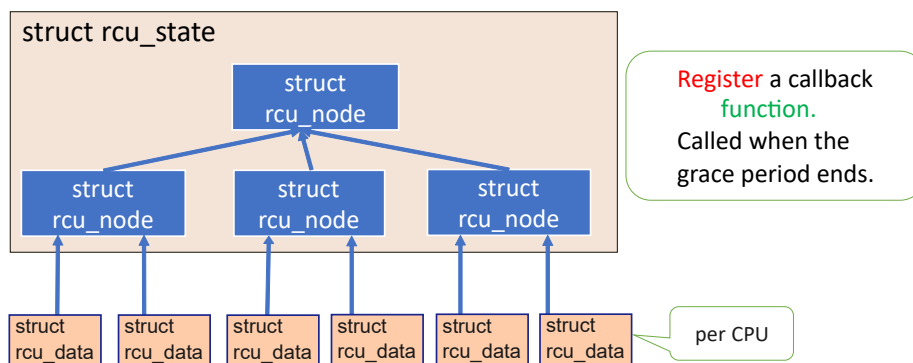 struct rcu_state
struct
rcu_node
Register a callback
function.
Called when the
grace period ends.
struct
rcu_node
struct
rcu_node
struct
rcu_node
struct
rcu_data
struct
rcu_data
struct
rcu_data
struct
rcu_data
struct
rcu_data
struct
rcu_data
per CPU